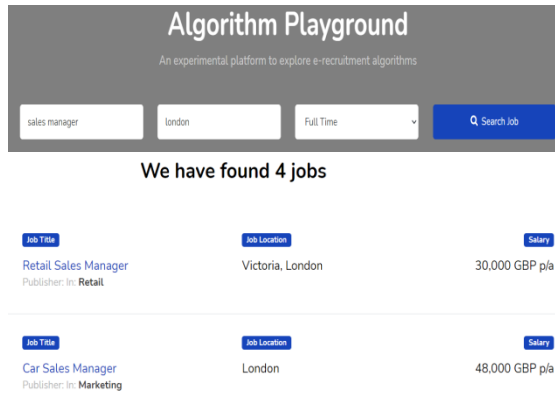 Algorithm Playground
An experimental platform to explore e-recruitment algorithms
sales manager london Full Time Search Job
We have found 4 jobs
Job Title Job Location Salary
Retail Sales Manager Victoria, London 30,000 GBP p/a
Publisher: In: Retail
Job Title Job Location Salary
Car Sales Manager London 48,000 GBP p/a
Publisher: In: Marketing